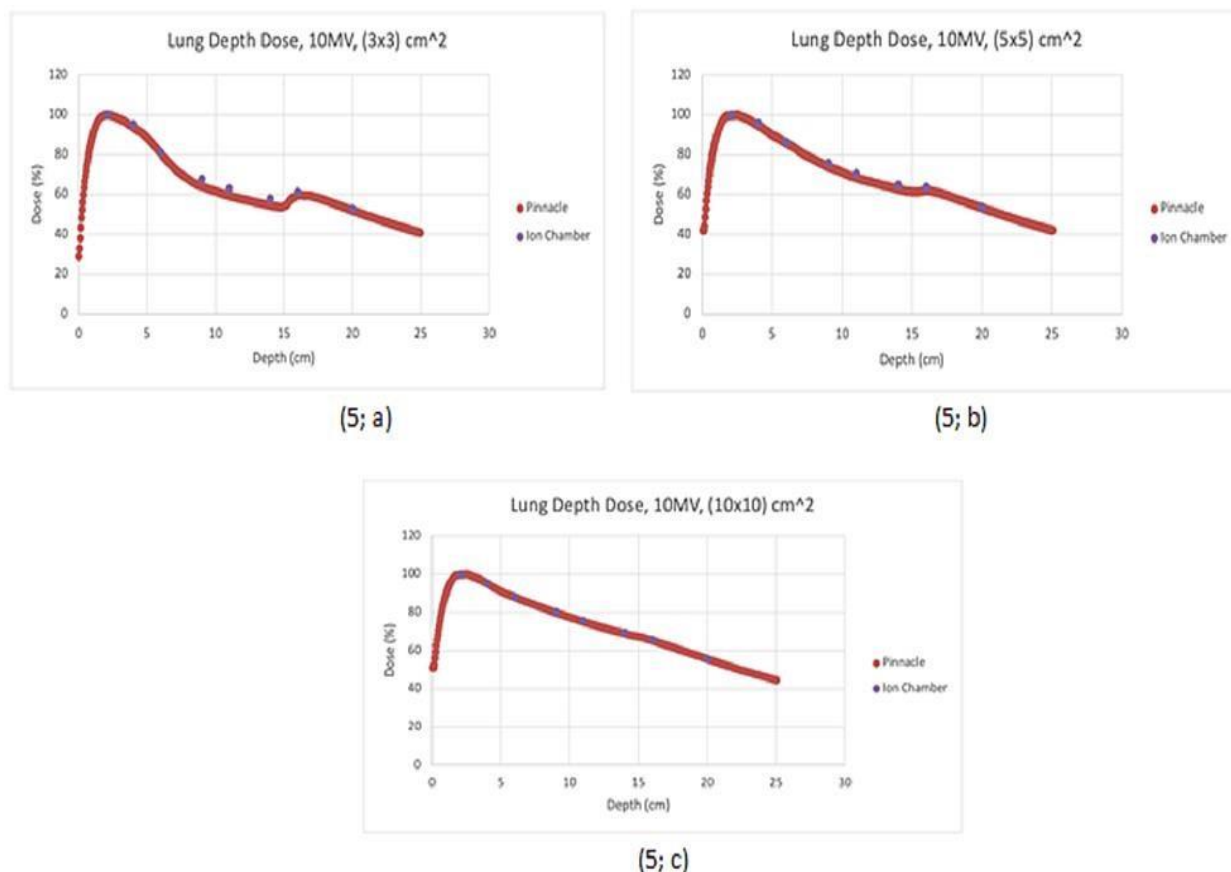 Lung Depth Dose, 10MV, (3x3) cm^2
120
100
80
60
40
20
0
Dose (%)
0 5 10 15 20 25 30
Depth (cm)
Pinnacle
Ion Chamber
(5; a)
Lung Depth Dose, 10MV, (5x5) cm^2
120
100
80
60
40
20
0
Dose (%)
0 5 10 15 20 25 30
Depth (cm)
Pinnacle
Ion Chamber
(5; b)
Lung Depth Dose, 10MV, (10x10) cm^2
120
100
80
60
40
20
0
Dose (%)
0 5 10 15 20 25 30
Depth (cm)
Pinnacle
Ion Chamber
(5; c)